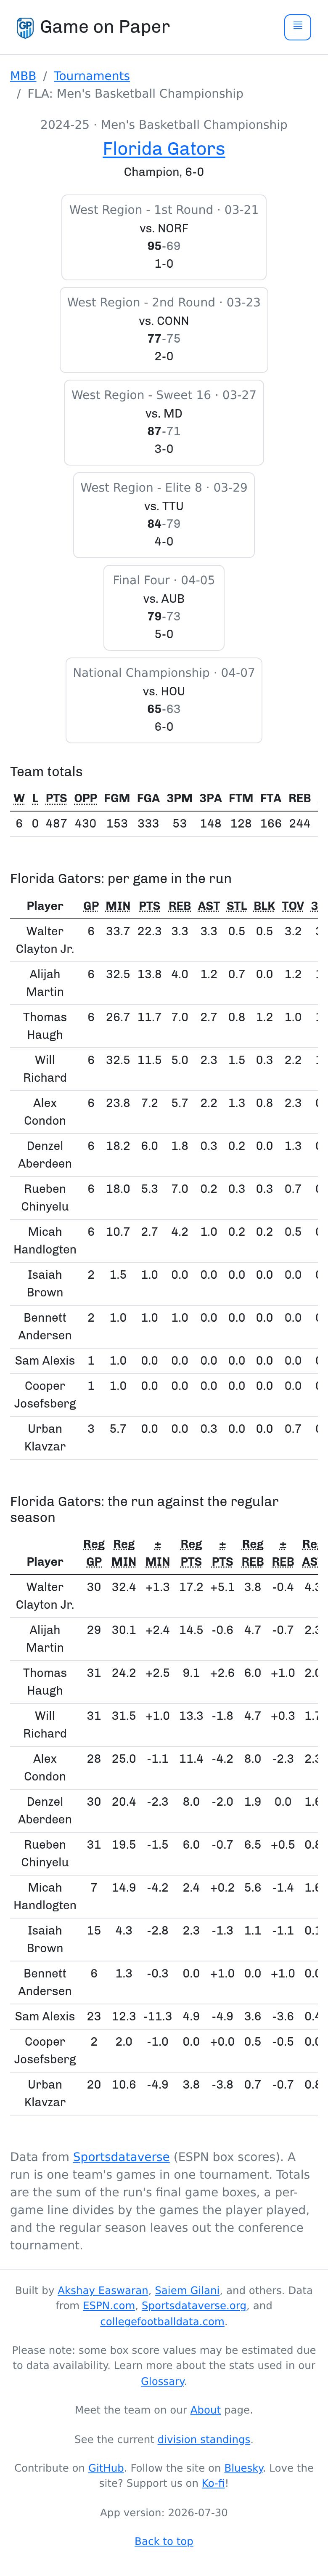 Game on Paper
MBB / Tournaments
/ FLA: Men's Basketball Championship
2024-25 · Men's Basketball Championship
Florida Gators
Champion, 6-0
West Region - 1st Round · 03-21
vs. NORF
95-69
1-0
West Region - 2nd Round · 03-23
vs. CONN
77-75
2-0
West Region - Sweet 16 · 03-27
vs. MD
87-71
3-0
West Region - Elite 8 · 03-29
vs. TTU
84-79
4-0
Final Four · 04-05
vs. AUB
79-73
5-0
National Championship · 04-07
vs. HOU
65-63
6-0
Team totals
W L PTS OPP FGM FGA 3PM 3PA FTM FTA REB
6 0 487 430 153 333 53 148 128 166 244
Florida Gators: per game in the run
Player GP MIN PTS REB AST STL BLK TOV
Walter 6 33.7 22.3 3.3 3.3 0.5 0.5 3.2
Clayton Jr.
Alijah 6 32.5 13.8 4.0 1.2 0.7 0.0 1.2
Martin
Thomas 6 26.7 11.7 7.0 2.7 0.8 1.2 1.0
Haugh
Will 6 32.5 11.5 5.0 2.3 1.5 0.3 2.2
Richard
Alex 6 23.8 7.2 5.7 2.2 1.3 0.8 2.3
Condon
Denzel 6 18.2 6.0 1.8 0.3 0.2 0.0 1.3
Aberdeen
Rueben 6 18.0 5.3 7.0 0.2 0.3 0.3 0.7
Chinyelu
Micah 6 10.7 2.7 4.2 1.0 0.2 0.2 0.5
Handlogten
Isaiah 2 1.5 1.0 0.0 0.0 0.0 0.0 0.0
Brown
Bennett 2 1.0 1.0 1.0 0.0 0.0 0.0 0.0
Andersen
Sam Alexis 1 1.0 0.0 0.0 0.0 0.0 0.0 0.0
Cooper 1 1.0 0.0 0.0 0.0 0.0 0.0 0.0
Josefsberg
Urban 3 5.7 0.0 0.0 0.3 0.0 0.0 0.7
Klavzar
Florida Gators: the run against the regular
season
Reg Reg ± Reg ± Reg ±
Player GP MIN MIN PTS PTS REB REB
Walter 30 32.4 +1.3 17.2 +5.1 3.8 -0.4
Clayton Jr.
Alijah 29 30.1 +2.4 14.5 -0.6 4.7 -0.7
Martin
Thomas 31 24.2 +2.5 9.1 +2.6 6.0 +1.0
Haugh
Will 31 31.5 +1.0 13.3 -1.8 4.7 +0.3
Richard
Alex 28 25.0 -1.1 11.4 -4.2 8.0 -2.3
Condon
Denzel 30 20.4 -2.3 8.0 -2.0 1.9 0.0
Aberdeen
Rueben 31 19.5 -1.5 6.0 -0.7 6.5 +0.5
Chinyelu
Micah 7 14.9 -4.2 2.4 +0.2 5.6 -1.4
Handlogten
Isaiah 15 4.3 -2.8 2.3 -1.3 1.1 -1.1
Brown
Bennett 6 1.3 -0.3 0.0 +1.0 0.0 +1.0
Andersen
Sam Alexis 23 12.3 -11.3 4.9 -4.9 3.6 -3.6
Cooper 2 2.0 -1.0 0.0 +0.0 0.5 -0.5
Josefsberg
Urban 20 10.6 -4.9 3.8 -3.8 0.7 -0.7
Klavzar
Data from Sportsdataverse (ESPN box scores). A
run is one team's games in one tournament. Totals
are the sum of the run's final game boxes, a per-
game line divides by the games the player played,
and the regular season leaves out the conference
tournament.
Built by Akshay Easwaran, Saiem Gilani, and others. Data
from ESPN.com, Sportsdataverse.org, and
collegefootballdata.com.
Please note: some box score values may be estimated due
to data availability. Learn more about the stats used in our
Glossary.
Meet the team on our About page.
See the current division standings.
Contribute on GitHub. Follow the site on Bluesky. Love the
site? Support us on Ko-fi!
App version: 2026-07-30
Back to top